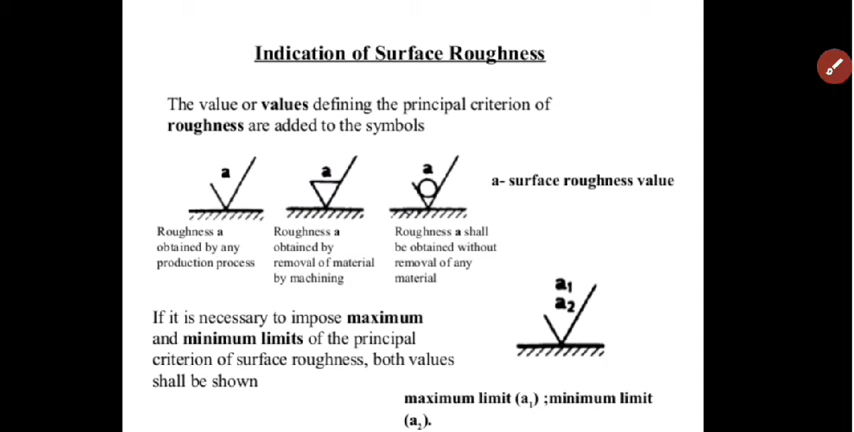 Indication of Surface Roughness
The value or values defining the principal criterion of
roughness are added to the symbols
a
a
a
a- surface roughness value
Roughness a
obtained by any
production process
Roughness a
obtained by
removal of material
by machining
Roughness a shall
be obtained without
removal of any
material
a1
a2
If it is necessary to impose maximum
and minimum limits of the principal
criterion of surface roughness, both values
shall be shown
maximum limit (a₁) ;minimum limit
(a₂).